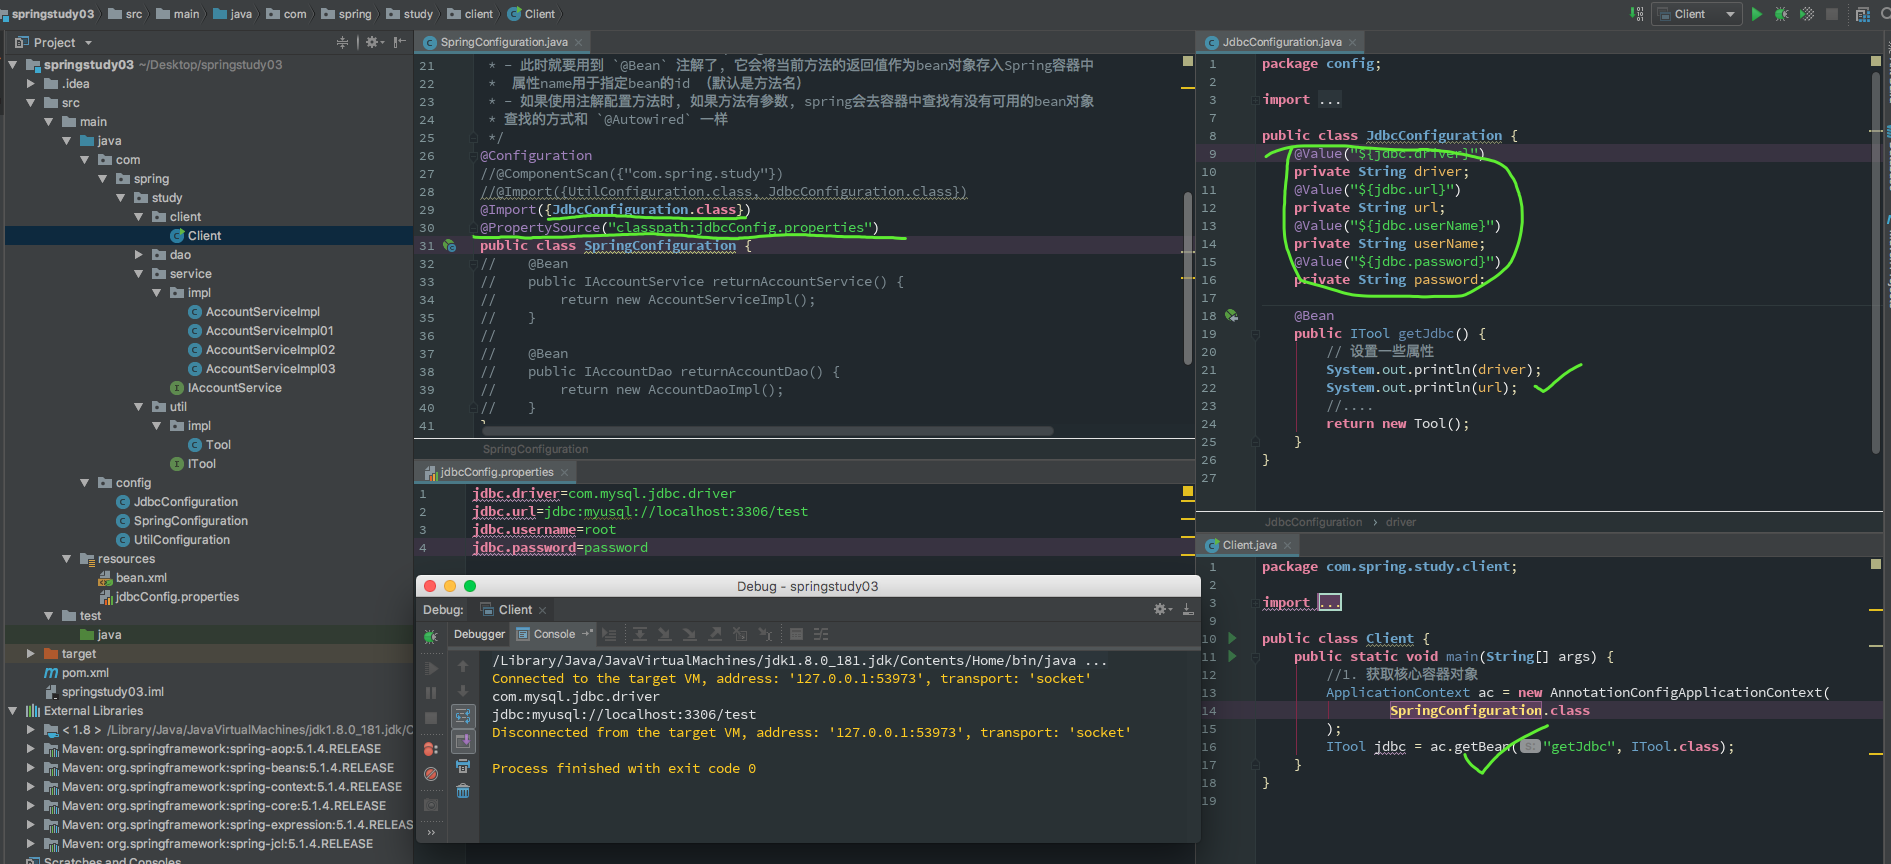 springstudy03 src main java com spring study client Client
Client
Project
springstudy03 ~/Desktop/springstudy03
.idea
src
main
java
com
spring
study
client
Client
dao
service
impl
AccountServiceImpl
AccountServiceImpl01
AccountServiceImpl02
AccountServiceImpl03
IAccountService
util
impl
Tool
ITool
config
JdbcConfiguration
SpringConfiguration
UtilConfiguration
resources
bean.xml
jdbcConfig.properties
test
java
target
pom.xml
springstudy03.iml
External Libraries
< 1.8 > /Library/Java/JavaVirtualMachines/jdk1.8.0_181.jdk/C
Maven: org.springframework:spring-aop:5.1.4.RELEASE
Maven: org.springframework:spring-beans:5.1.4.RELEASE
Maven: org.springframework:spring-context:5.1.4.RELEASE
Maven: org.springframework:spring-core:5.1.4.RELEASE
Maven: org.springframework:spring-expression:5.1.4.RELEAS
Maven: org.springframework:spring-jcl:5.1.4.RELEASE
Scratches and Consoles
SpringConfiguration.java
21 * - 此时就要用到 `@Bean` 注解了, 它会将当前方法的返回值作为bean对象存入Spring容器中
22 * 属性name用于指定bean的id （默认是方法名）
23 * - 如果使用注解配置方法时, 如果方法有参数, spring会去容器中查找有没有可用的bean对象
24 * 查找的方式和 `@Autowired` 一样
25 */
26 @Configuration
27 //@ComponentScan({"com.spring.study"})
28 //@Import({UtilConfiguration.class, JdbcConfiguration.class})
29 @Import({JdbcConfiguration.class})
30 @PropertySource("classpath:jdbcConfig.properties")
31 public class SpringConfiguration {
32 // @Bean
33 // public IAccountService returnAccountService() {
34 // return new AccountServiceImpl();
35 // }
36 //
37 // @Bean
38 // public IAccountDao returnAccountDao() {
39 // return new AccountDaoImpl();
40 // }
41
SpringConfiguration
jdbcConfig.properties
1 jdbc.driver=com.mysql.jdbc.driver
2 jdbc.url=jdbc:myusql://localhost:3306/test
3 jdbc.username=root
4 jdbc.password=password
Debug - springstudy03
Debug: Client
Debugger Console
/Library/Java/JavaVirtualMachines/jdk1.8.0_181.jdk/Contents/Home/bin/java ...
Connected to the target VM, address: '127.0.0.1:53973', transport: 'socket'
com.mysql.jdbc.driver
jdbc:myusql://localhost:3306/test
Disconnected from the target VM, address: '127.0.0.1:53973', transport: 'socket'
Process finished with exit code 0
JdbcConfiguration.java
1 package config;
2
3 import ...
7
8 public class JdbcConfiguration {
9 @Value("${jdbc.driver}")
10 private String driver;
11 @Value("${jdbc.url}")
12 private String url;
13 @Value("${jdbc.userName}")
14 private String userName;
15 @Value("${jdbc.password}")
16 private String password;
17
18 @Bean
19 public ITool getJdbc() {
20 // 设置一些属性
21 System.out.println(driver);
22 System.out.println(url);
23 //....
24 return new Tool();
25 }
26 }
27
JdbcConfiguration › driver
Client.java
1 package com.spring.study.client;
2
3 import ...
9
10 public class Client {
11 public static void main(String[] args) {
12 //1. 获取核心容器对象
13 ApplicationContext ac = new AnnotationConfigApplicationContext(
14 SpringConfiguration.class
15 );
16 ITool jdbc = ac.getBean( s: "getJdbc", ITool.class);
17 }
18 }
19